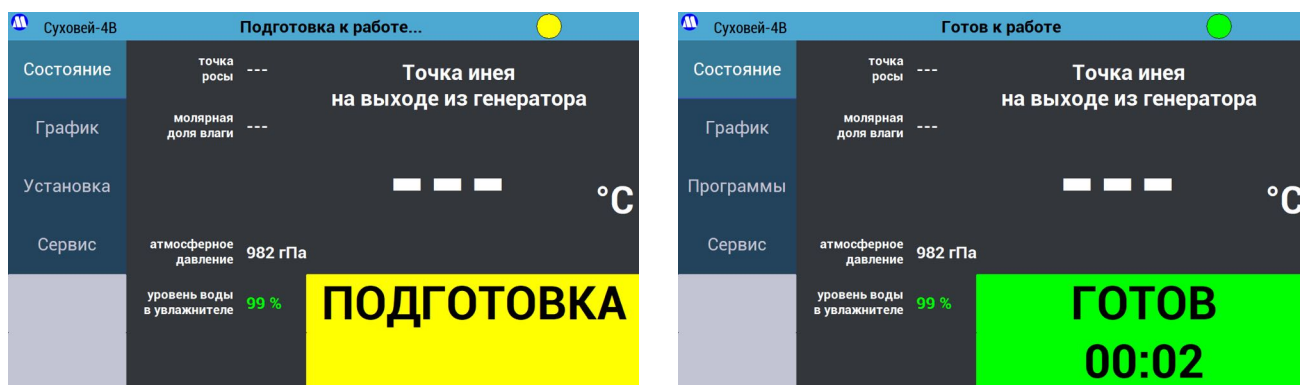 Суховей-4В
Подготовка к работе...
Состояние
График
Установка
Сервис
точка
росы
---
молярная
доля влаги
---
Точка инея
на выходе из генератора
---
°C
атмосферное
давление
982 гПа
уровень воды
в увлажнителе
99 %
ПОДГОТОВКА
Суховей-4В
Готов к работе
Состояние
График
Программы
Сервис
точка
росы
---
молярная
доля влаги
---
Точка инея
на выходе из генератора
---
°C
атмосферное
давление
982 гПа
уровень воды
в увлажнителе
99 %
ГОТОВ
00:02